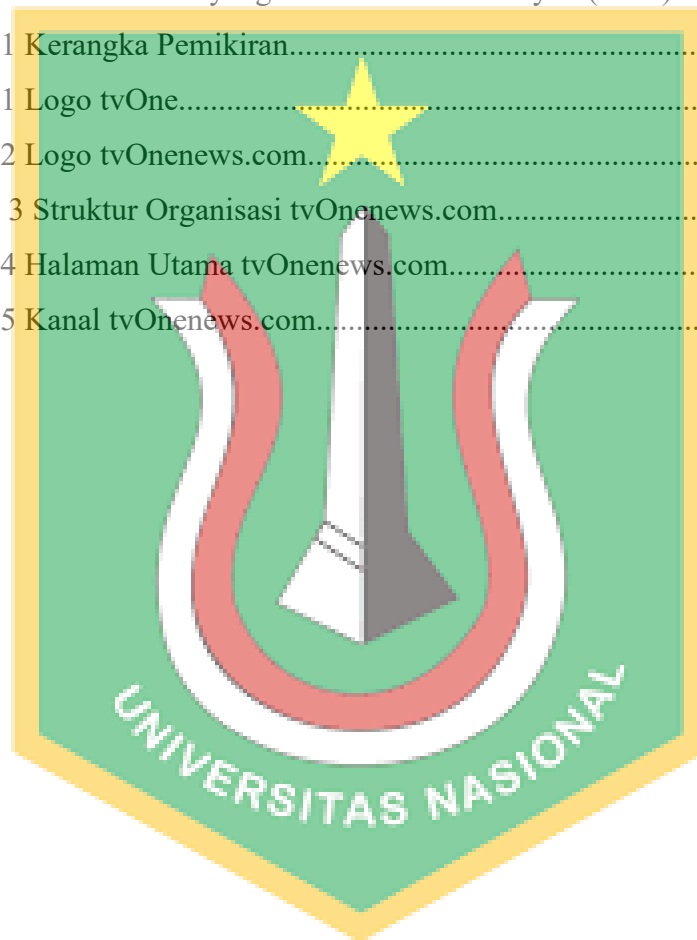 1 Kerangka Pemikiran
1 Logo tvOne
2 Logo tvOnenews.com
3 Struktur Organisasi tvOnenews.com
4 Halaman Utama tvOnenews.com
5 Kanal tvOnenews.com
UNIVERSITAS NASIONAL